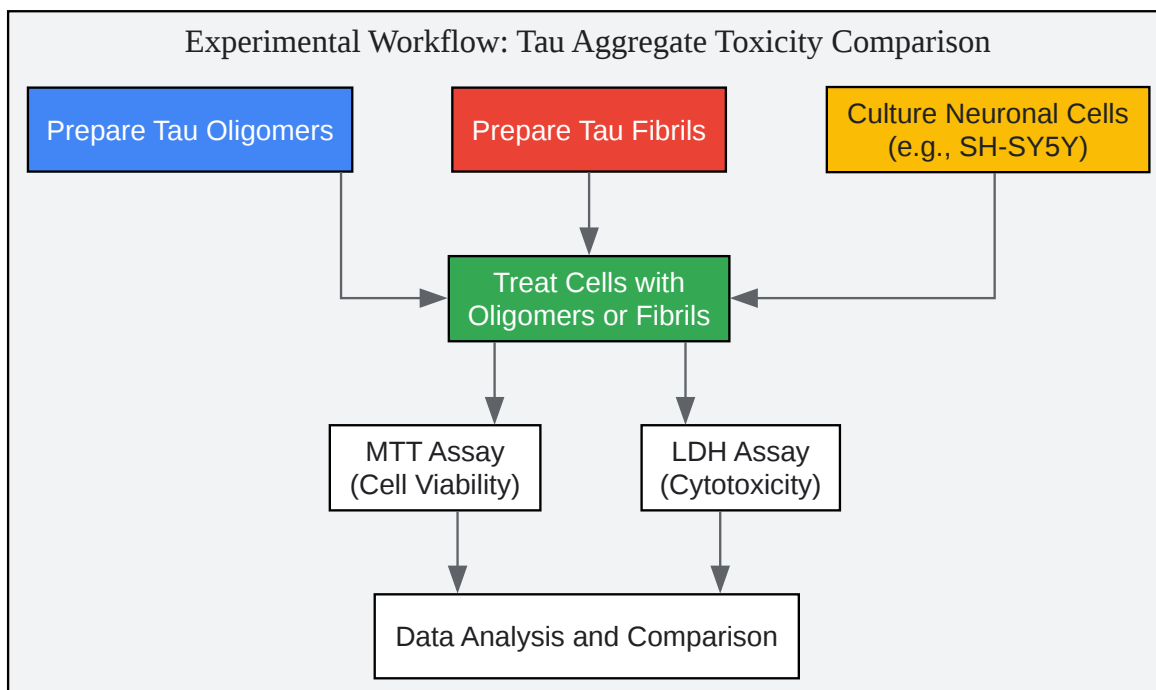 Experimental Workflow: Tau Aggregate Toxicity Comparison
Prepare Tau Oligomers
Prepare Tau Fibrils
Culture Neuronal Cells
(e.g., SH-SY5Y)
Treat Cells with
Oligomers or Fibrils
MTT Assay
(Cell Viability)
LDH Assay
(Cytotoxicity)
Data Analysis and Comparison